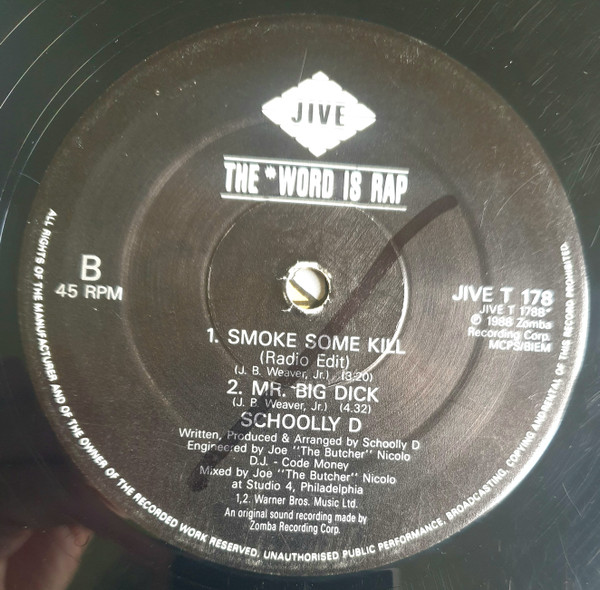 JIVE
THE *WORD IS RAP
B
45 RPM
JIVE T 178
JIVE T 178B*
℗ 1988 Zomba
Recording Corp.
MCPS/BIEM
1. SMOKE SOME KILL
(Radio Edit)
(J. B. Weaver, Jr.) (3:20)
2. MR. BIG DICK
(J. B. Weaver, Jr.) (4.32)
SCHOOLLY D
Written, Produced & Arranged by Schoolly D
Engineered by Joe "The Butcher" Nicolo
D.J. - Code Money
Mixed by Joe "The Butcher" Nicolo
at Studio 4, Philadelphia
1,2. Warner Bros. Music Ltd.
An original sound recording made by
Zomba Recording Corp.
ALL RIGHTS OF THE MANUFACTURER AND OF THE OWNER OF THE RECORDED WORK RESERVED. UNAUTHORISED PUBLIC PERFORMANCE, BROADCASTING, COPYING AND RENTAL OF THIS RECORD PROHIBITED.